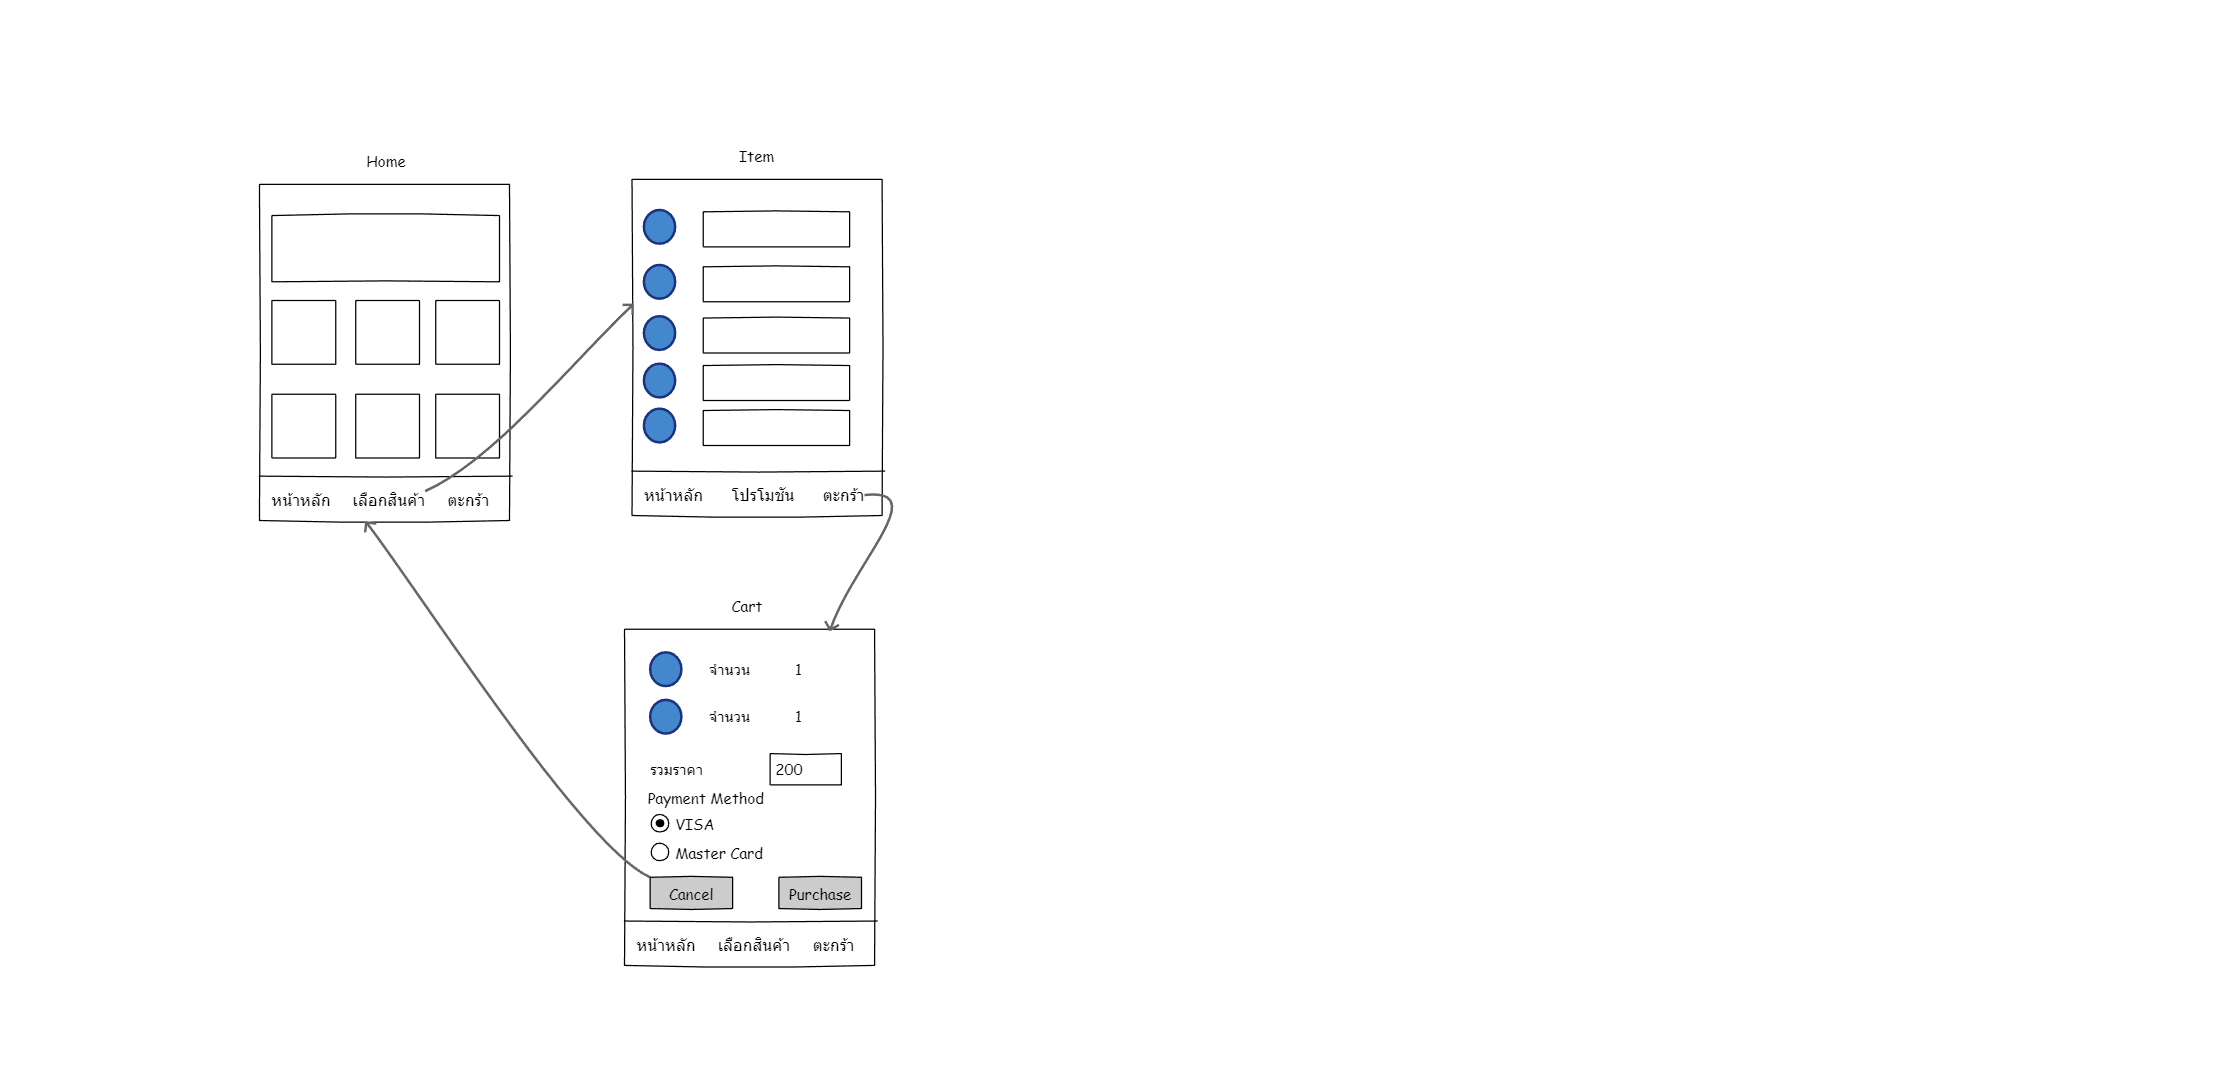 Home
หน้าหลัก เลือกสินค้า ตะกร้า
Item
หน้าหลัก โปรโมชัน ตะกร้า
Cart
จำนวน 1
จำนวน 1
รวมราคา 200
Payment Method
VISA
Master Card
Cancel Purchase
หน้าหลัก เลือกสินค้า ตะกร้า